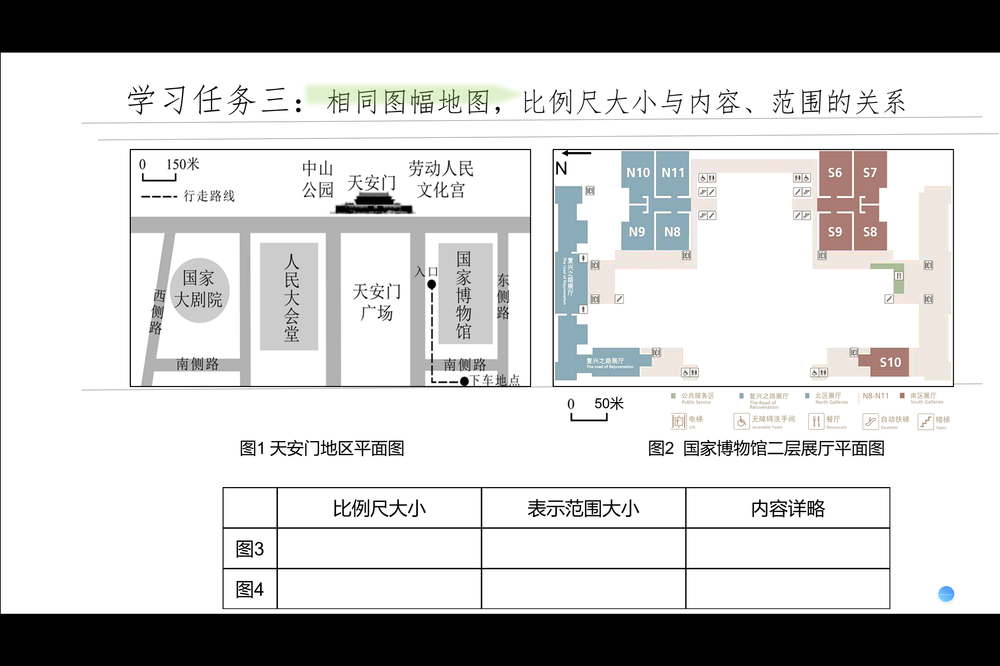 学习任务三：相同图幅地图，比例尺大小与内容、范围的关系
0 150米
行走路线
中山
公园
天安门
劳动人民
文化宫
国家
大剧院
西侧路
南侧路
人民大会堂
天安门
广场
入口
国家博物馆
东侧路
南侧路
下车地点
N
N10 N11
N9 N8
S6 S7
S9 S8
复兴之路展厅
The road of Rejuvenation
复兴之路展厅
The road of Rejuvenation
S10
0 50米
公共服务区
Public Service
复兴之路展厅
The Road of
Rejuvenation
北区展厅
North Galleries
N8-N11
南区展厅
South Galleries
电梯
Lift
无障碍洗手间
Accessible Toilet
餐厅
Restaurant
自动扶梯
Escalator
楼梯
Stairs
图1 天安门地区平面图
图2 国家博物馆二层展厅平面图
比例尺大小 表示范围大小 内容详略
图3
图4
--:--